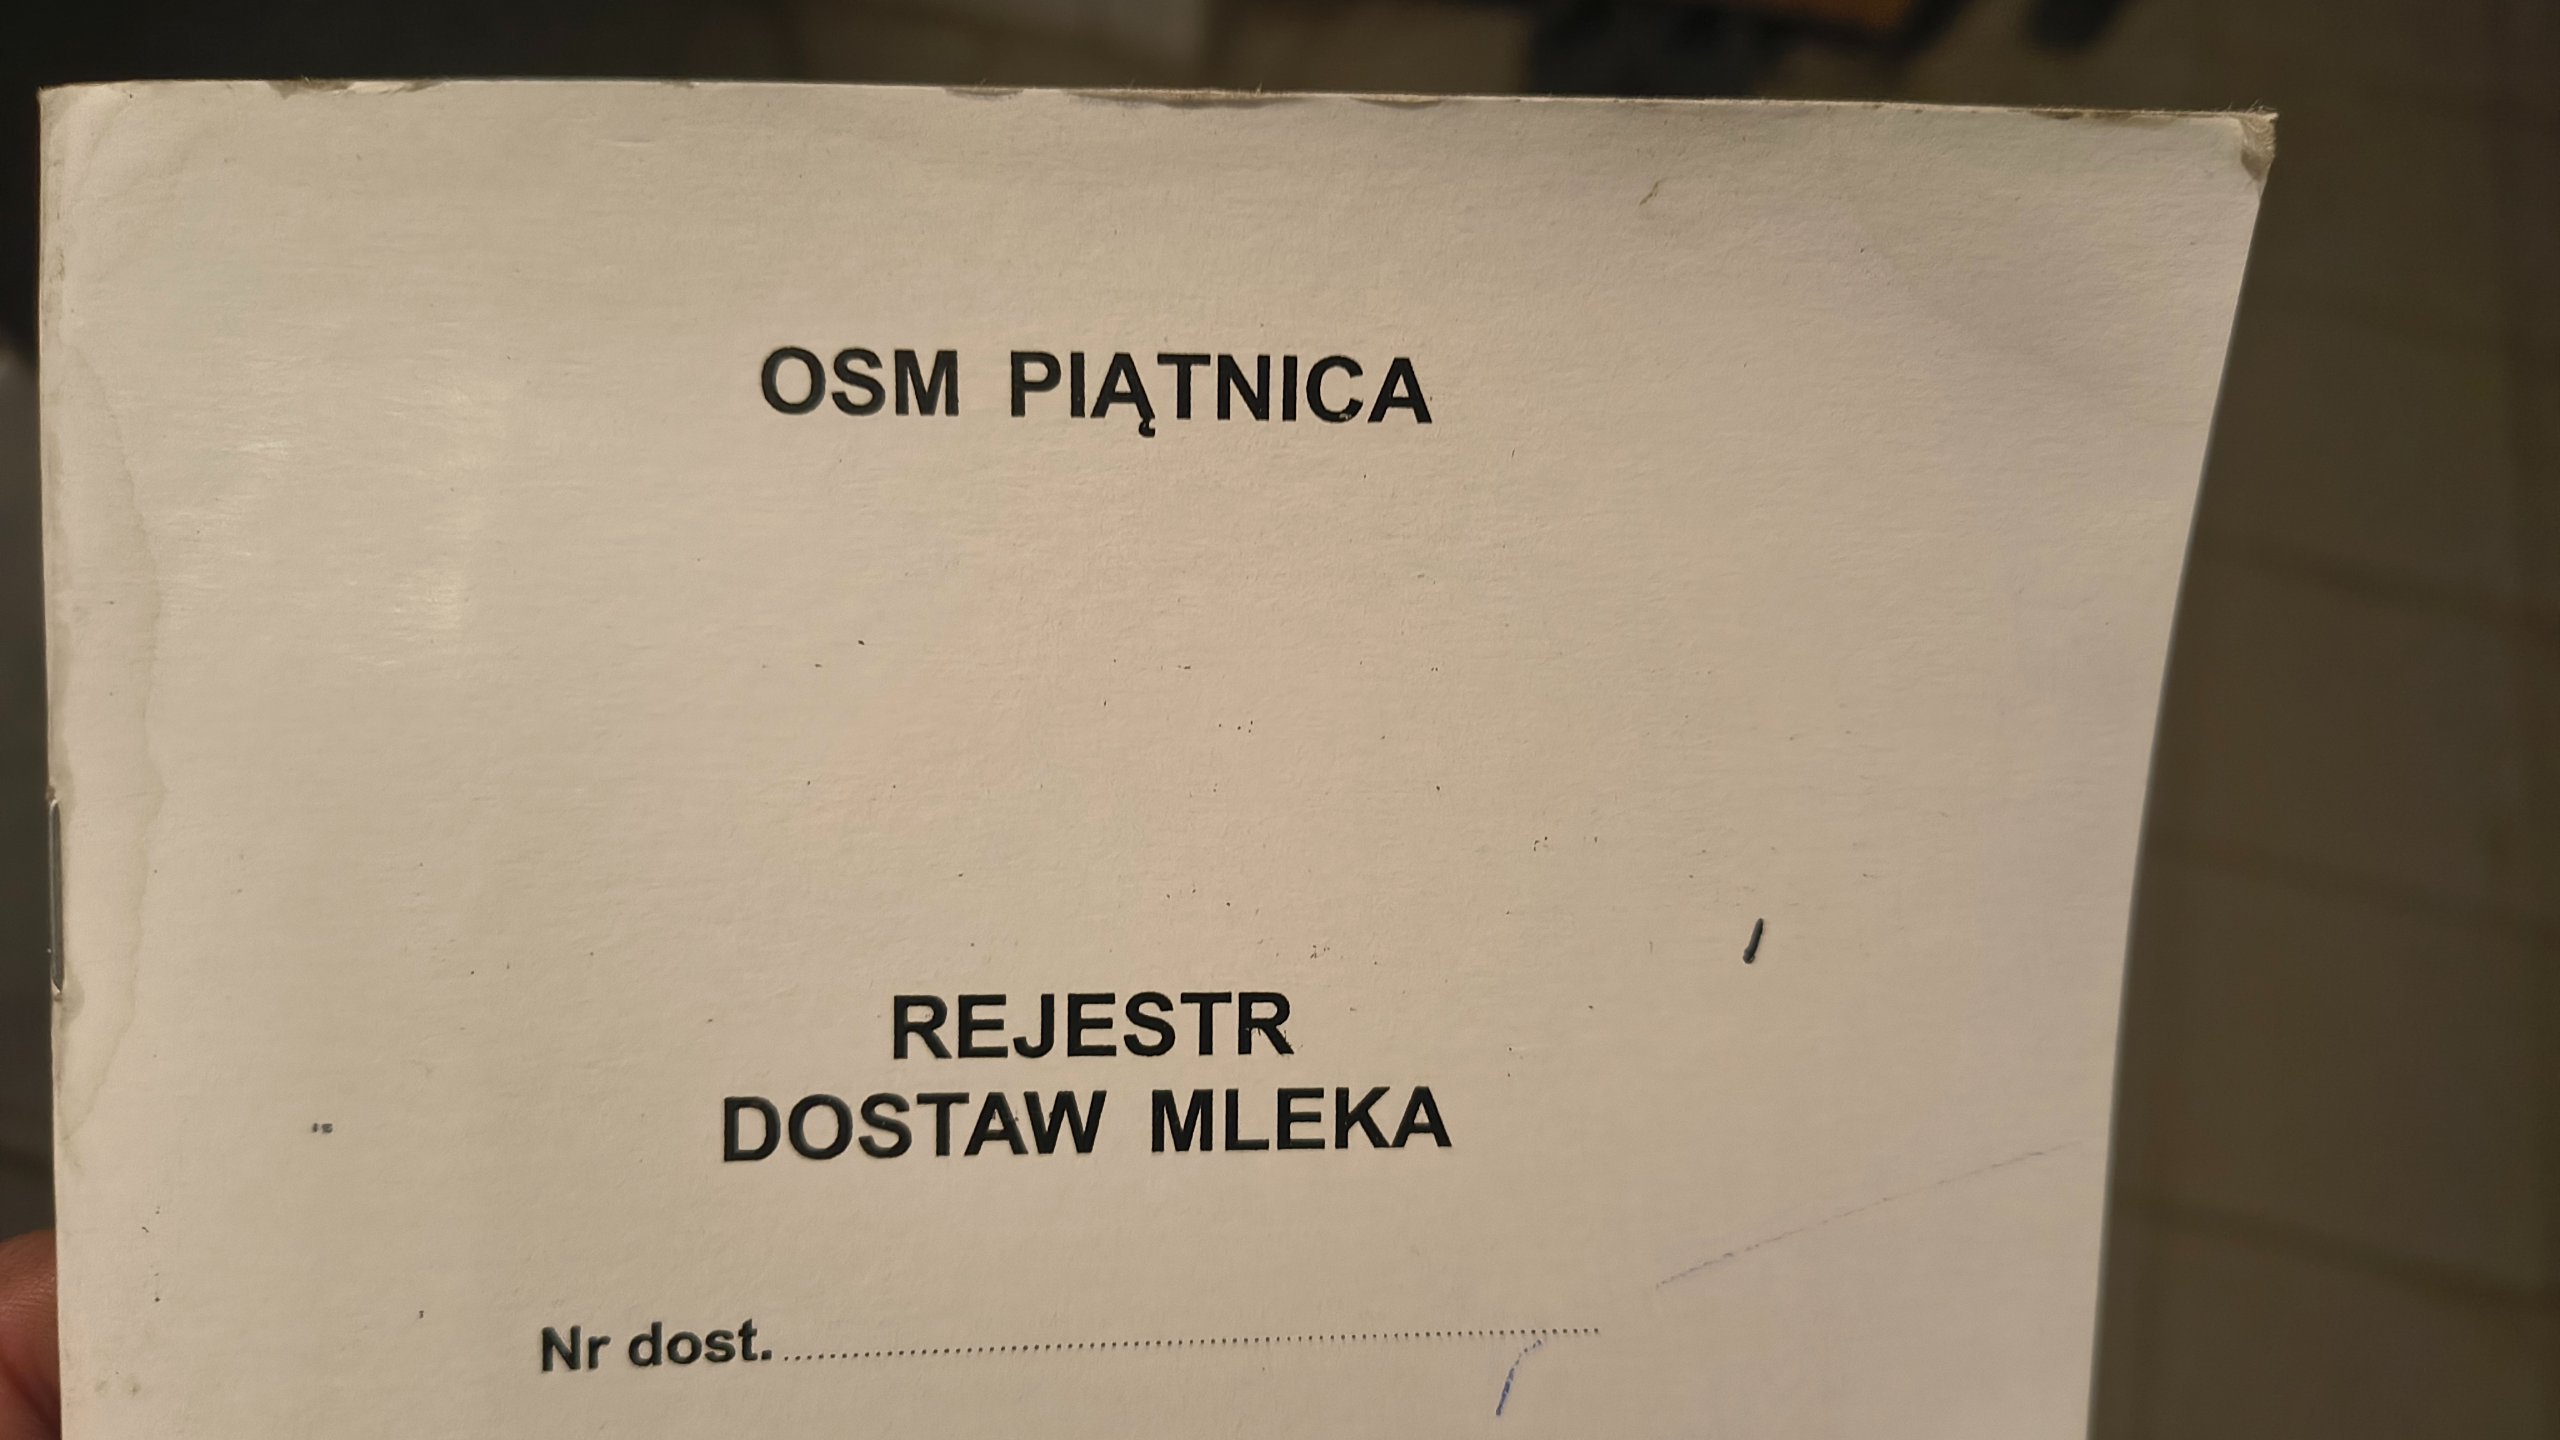 OSM PIĄTNICA
REJESTR
DOSTAW MLEKA
Nr dost. ........................................